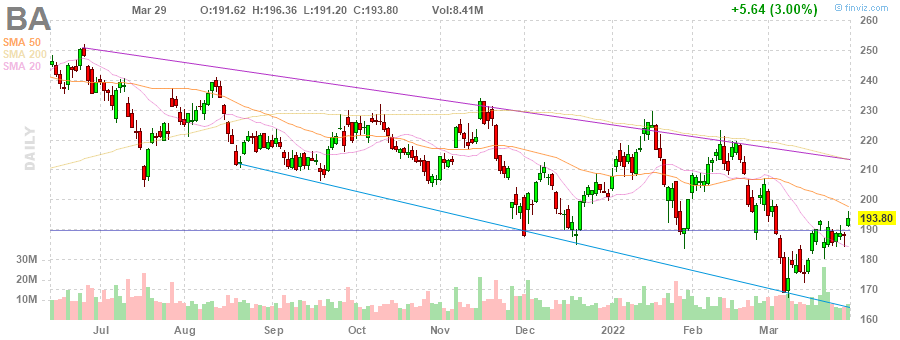 BA Mar 29 O:191.62 H:196.36 L:191.20 C:193.80 Vol:8.41M +5.64 (3.00%) © finviz.com
SMA 50
SMA 200
SMA 20
DAILY
260
250
240
230
220
210
200
193.80
190
180
170
160
30M
20M
10M
Jul Aug Sep Oct Nov Dec 2022 Feb Mar